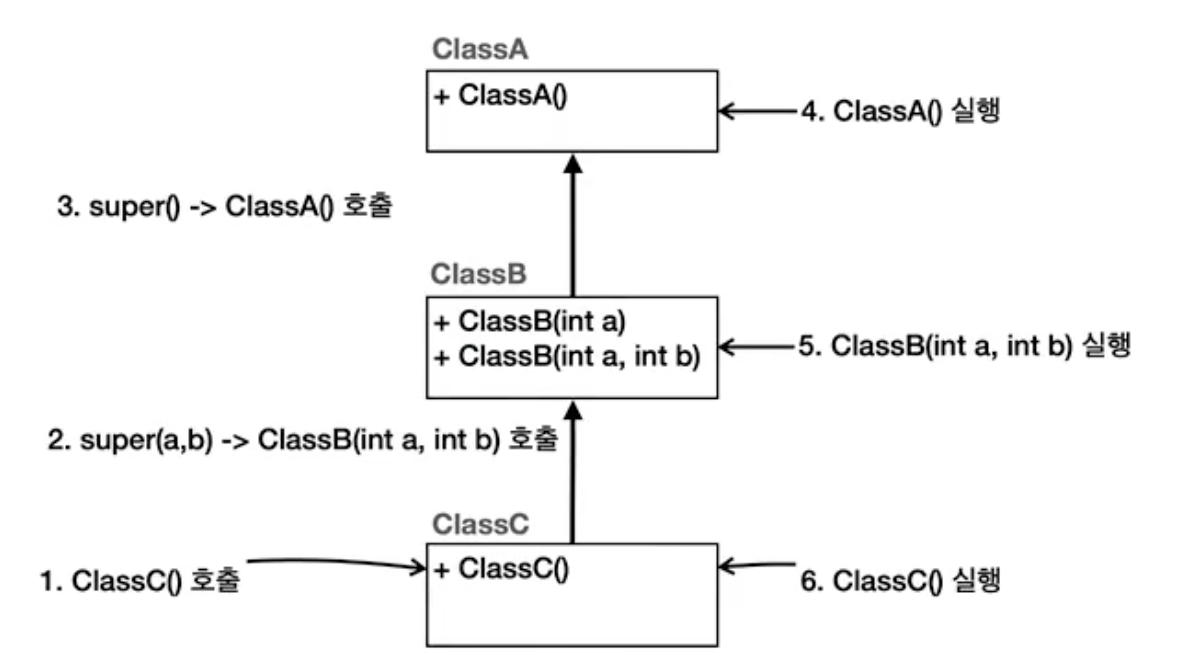 ClassA
+ ClassA()
4. ClassA() 실행
3. super() -> ClassA() 호출
ClassB
+ ClassB(int a)
+ ClassB(int a, int b)
5. ClassB(int a, int b) 실행
2. super(a,b) -> ClassB(int a, int b) 호출
ClassC
+ ClassC()
1. ClassC() 호출
6. ClassC() 실행